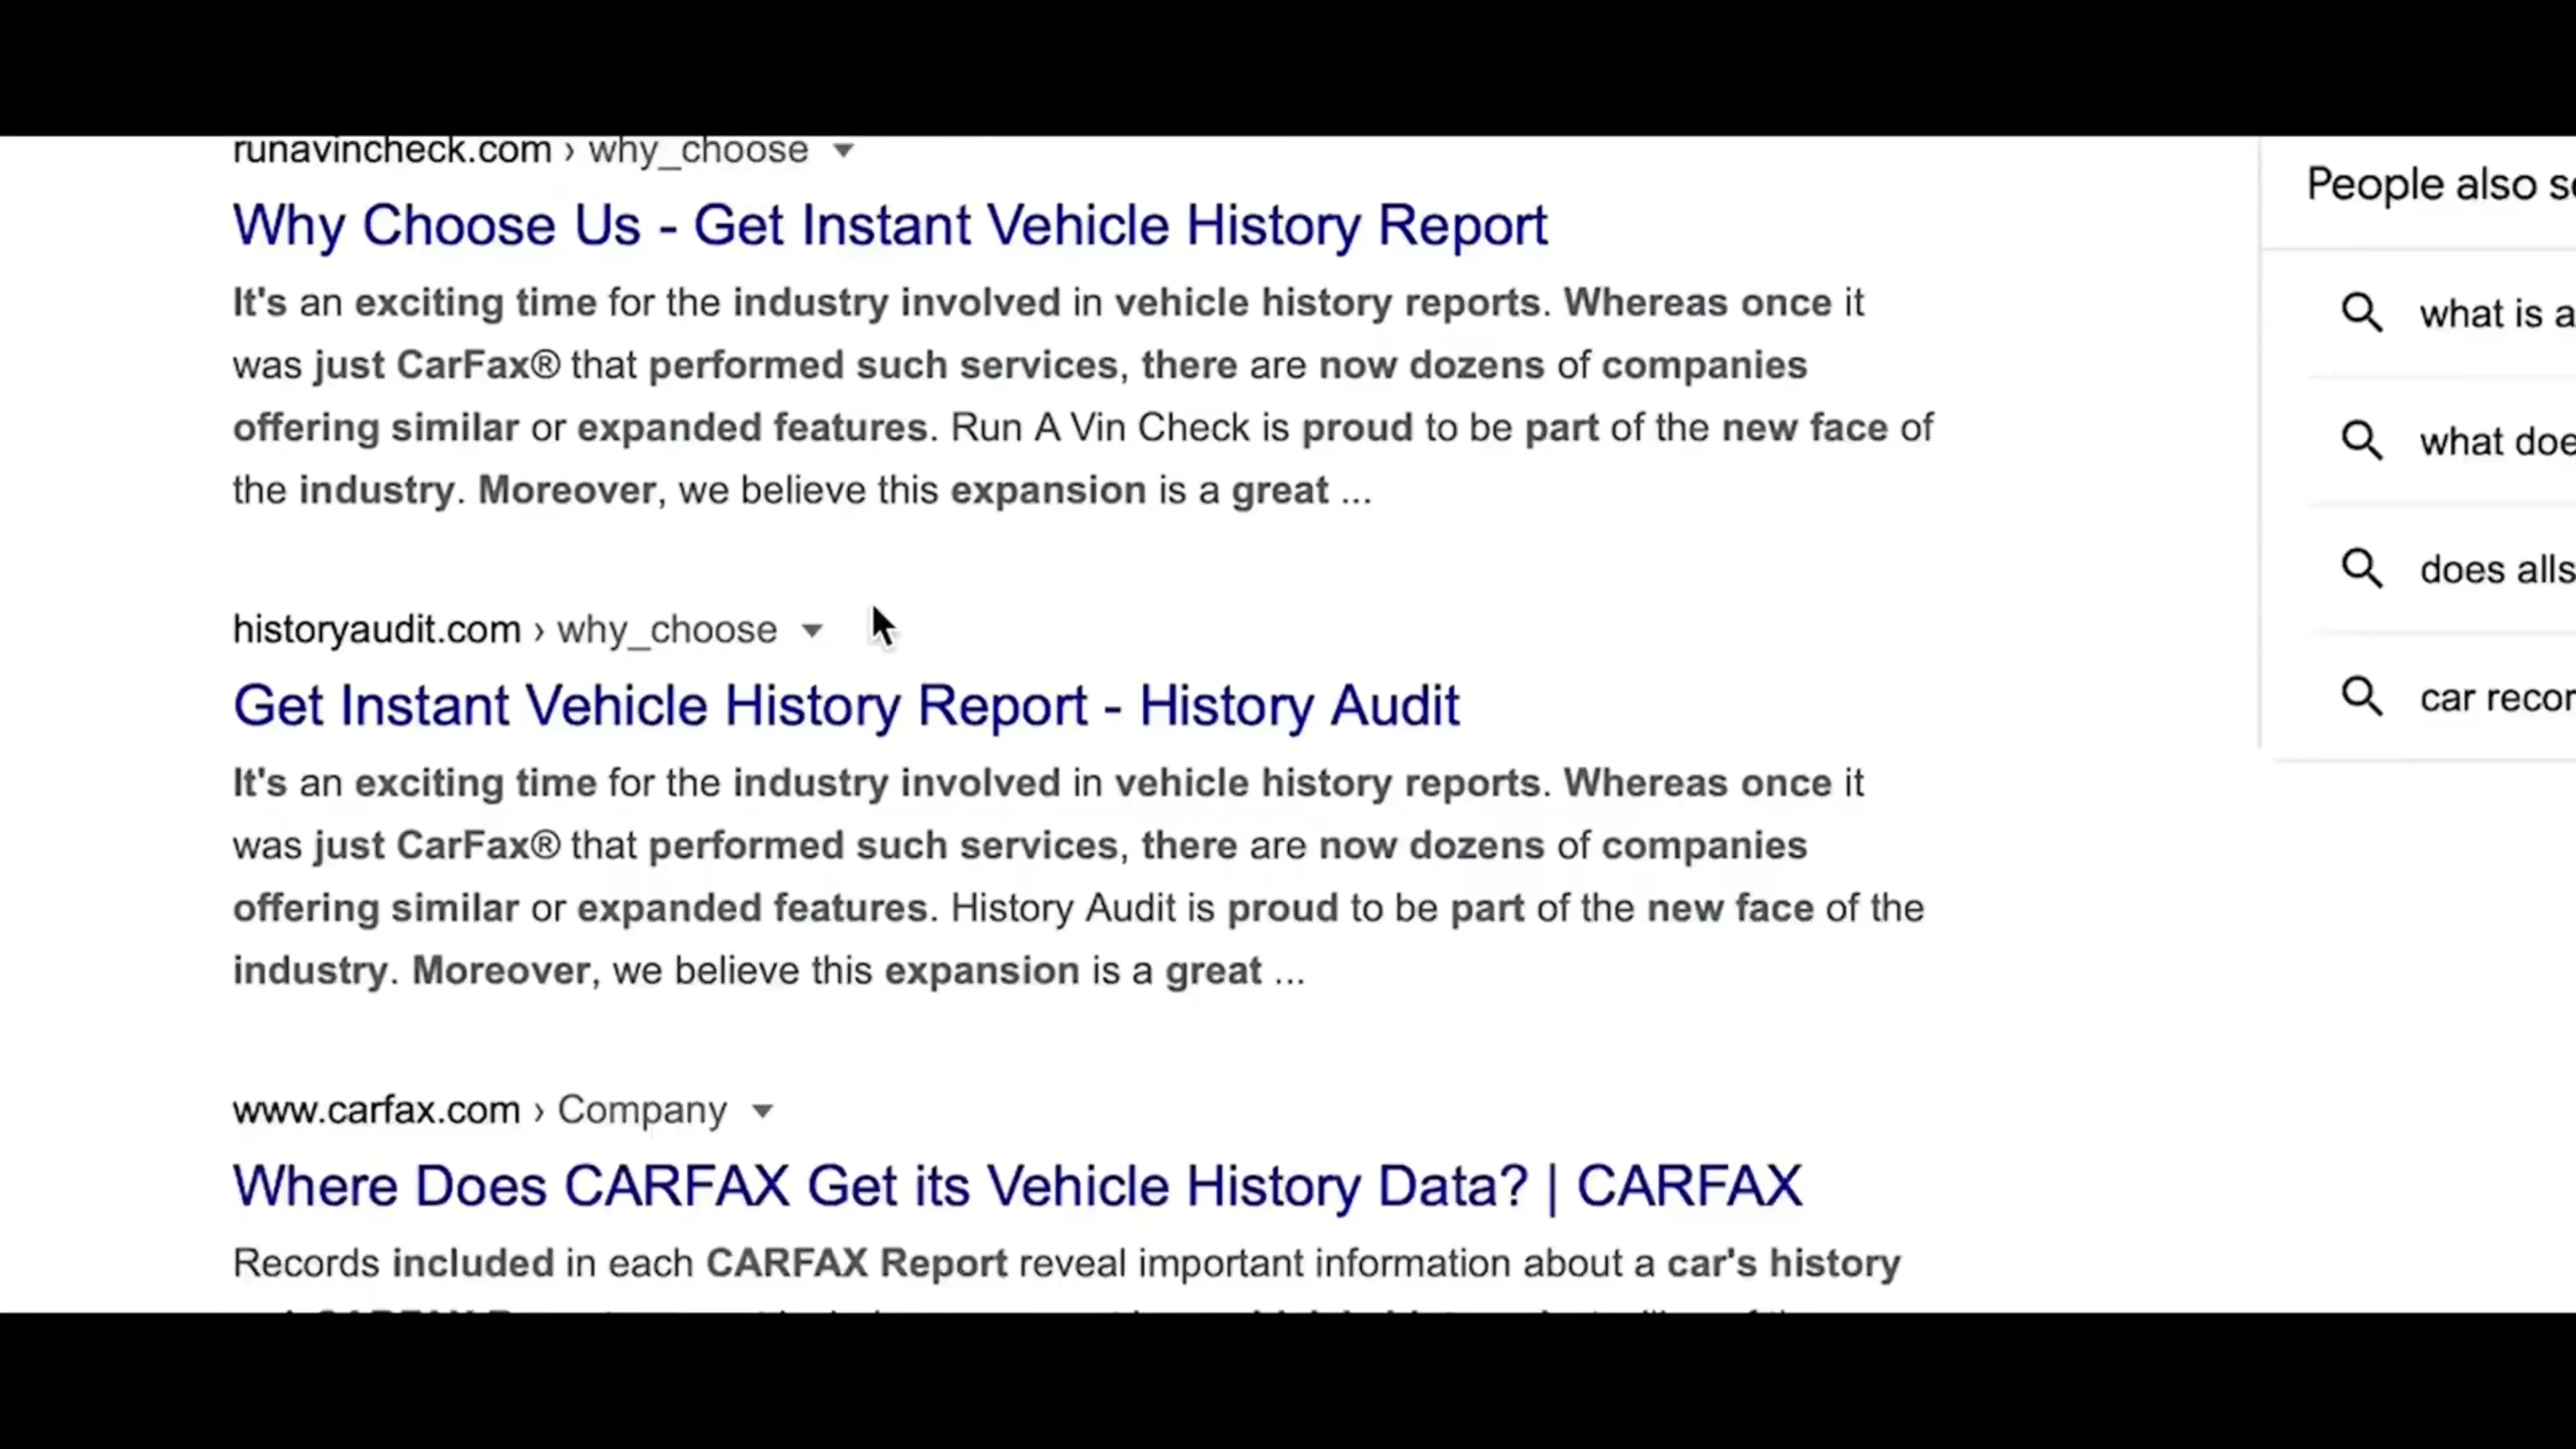 runavincheck.com › why_choose
Why Choose Us - Get Instant Vehicle History Report
It's an exciting time for the industry involved in vehicle history reports. Whereas once it
was just CarFax® that performed such services, there are now dozens of companies
offering similar or expanded features. Run A Vin Check is proud to be part of the new face of
the industry. Moreover, we believe this expansion is a great ...
historyaudit.com › why_choose
Get Instant Vehicle History Report - History Audit
It's an exciting time for the industry involved in vehicle history reports. Whereas once it
was just CarFax® that performed such services, there are now dozens of companies
offering similar or expanded features. History Audit is proud to be part of the new face of the
industry. Moreover, we believe this expansion is a great ...
www.carfax.com › Company
Where Does CARFAX Get its Vehicle History Data? | CARFAX
Records included in each CARFAX Report reveal important information about a car's history
People also
what is a
what
does
car